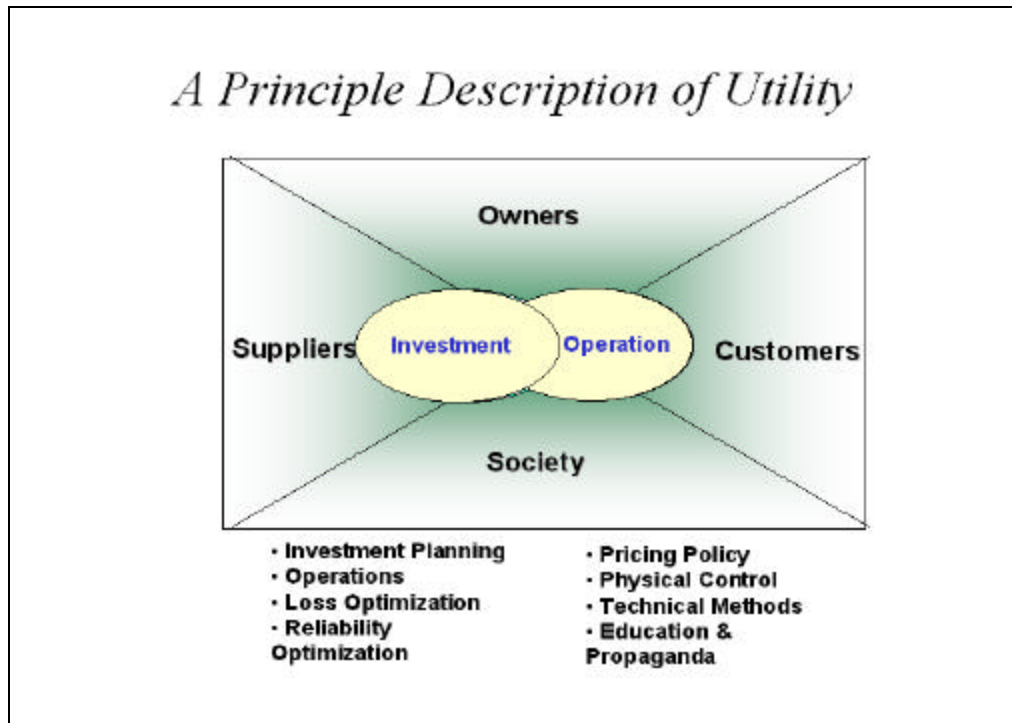 A Principle Description of Utility
Owners
Suppliers
Investment
Operation
Customers
Society
· Investment Planning
· Operations
· Loss Optimization
· Reliability
Optimization
· Pricing Policy
· Physical Control
· Technical Methods
· Education &
Propaganda